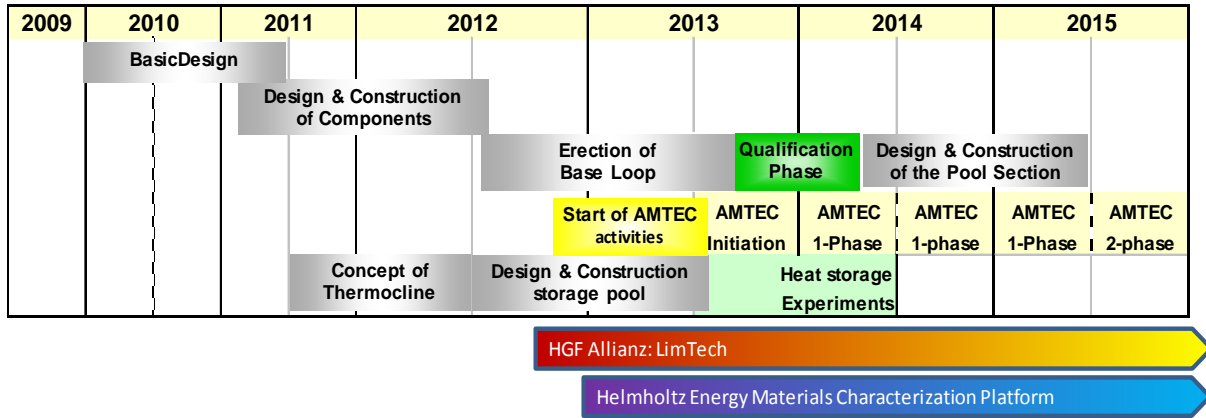 2009 2010 2011 2012 2013 2014 2015
BasicDesign
Design & Construction
of Components
Erection of
Base Loop
Qualification
Phase
Design & Construction
of the Pool Section
Start of AMTEC
activities
AMTEC
Initiation
AMTEC
1-Phase
AMTEC
1-phase
AMTEC
1-Phase
AMTEC
2-phase
Concept of
Thermocline
Design & Construction
storage pool
Heat storage
Experiments
HGF Allianz: LimTech
Helmholtz Energy Materials Characterization Platform